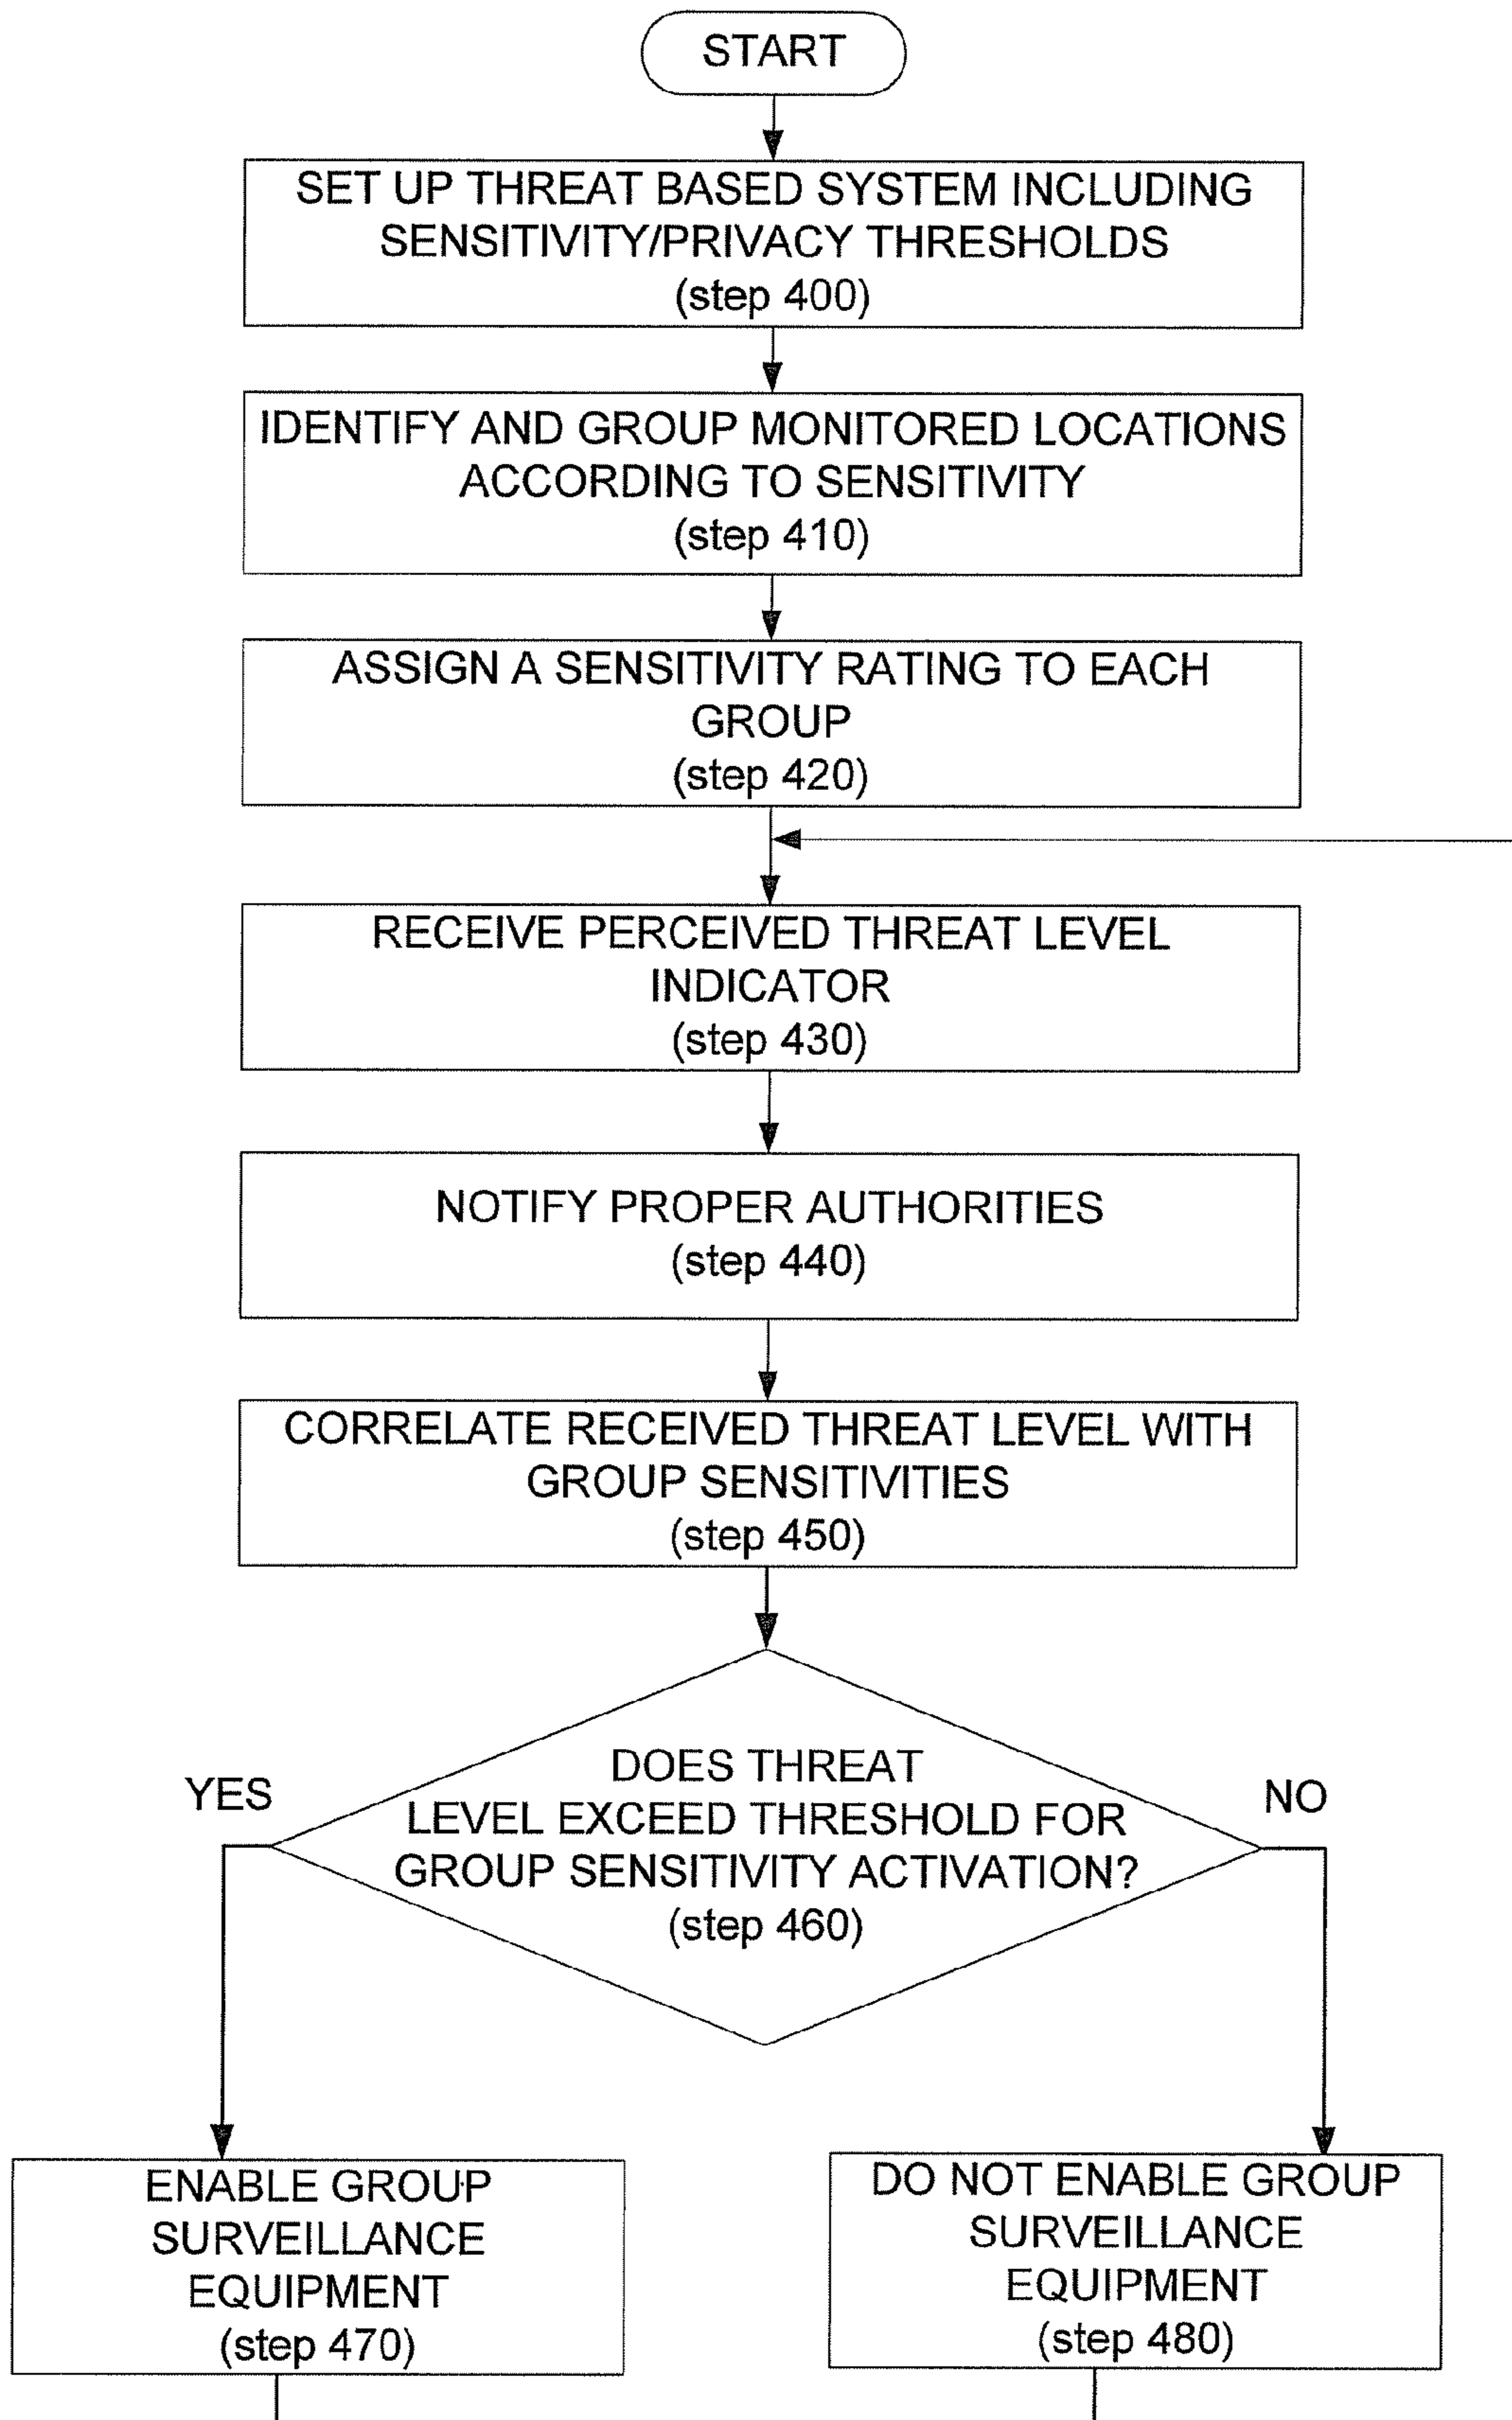 START
SET UP THREAT BASED SYSTEM INCLUDING
SENSITIVITY/PRIVACY THRESHOLDS
(step 400)
IDENTIFY AND GROUP MONITORED LOCATIONS
ACCORDING TO SENSITIVITY
(step 410)
ASSIGN A SENSITIVITY RATING TO EACH
GROUP
(step 420)
RECEIVE PERCEIVED THREAT LEVEL
INDICATOR
(step 430)
NOTIFY PROPER AUTHORITIES
(step 440)
CORRELATE RECEIVED THREAT LEVEL WITH
GROUP SENSITIVITIES
(step 450)
DOES THREAT
LEVEL EXCEED THRESHOLD FOR
GROUP SENSITIVITY ACTIVATION?
(step 460)
YES
NO
ENABLE GROUP
SURVEILLANCE
EQUIPMENT
(step 470)
DO NOT ENABLE GROUP
SURVEILLANCE
EQUIPMENT
(step 480)